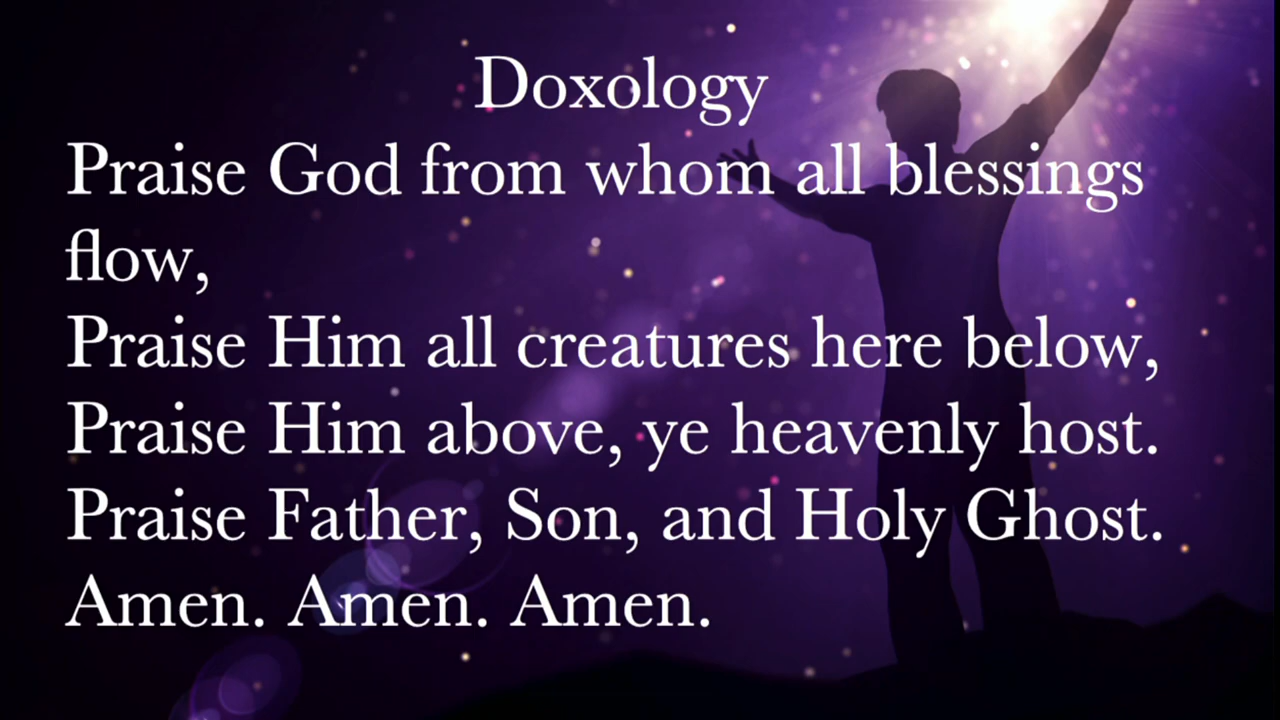 Doxology
Praise God from whom all blessings
flow,
Praise Him all creatures here below,
Praise Him above, ye heavenly host.
Praise Father, Son, and Holy Ghost.
Amen. Amen. Amen.